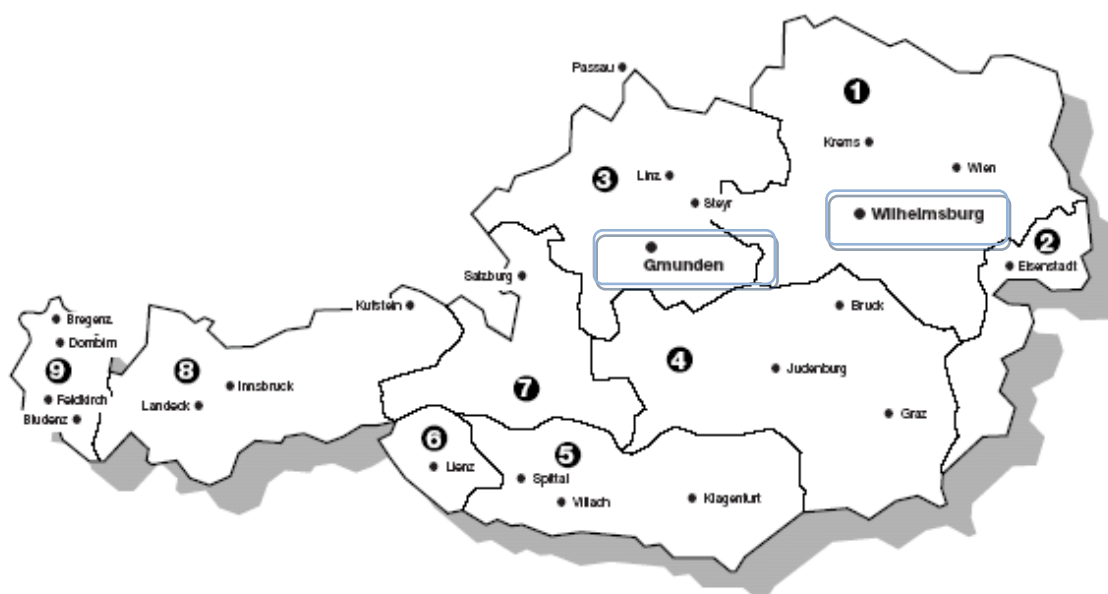 Passau
1
Krems
Wien
3
Linz
Steyr
Wilhelmsburg
2
Eisenstadt
Gmunden
Salzburg
Kufstein
Bruck
Bregenz
Dornbirn
9
8
Innsbruck
7
4
Judenburg
Feldkirch
Landeck
Bludenz
Graz
6
Lienz
5
Spittal
Villach
Klagenfurt